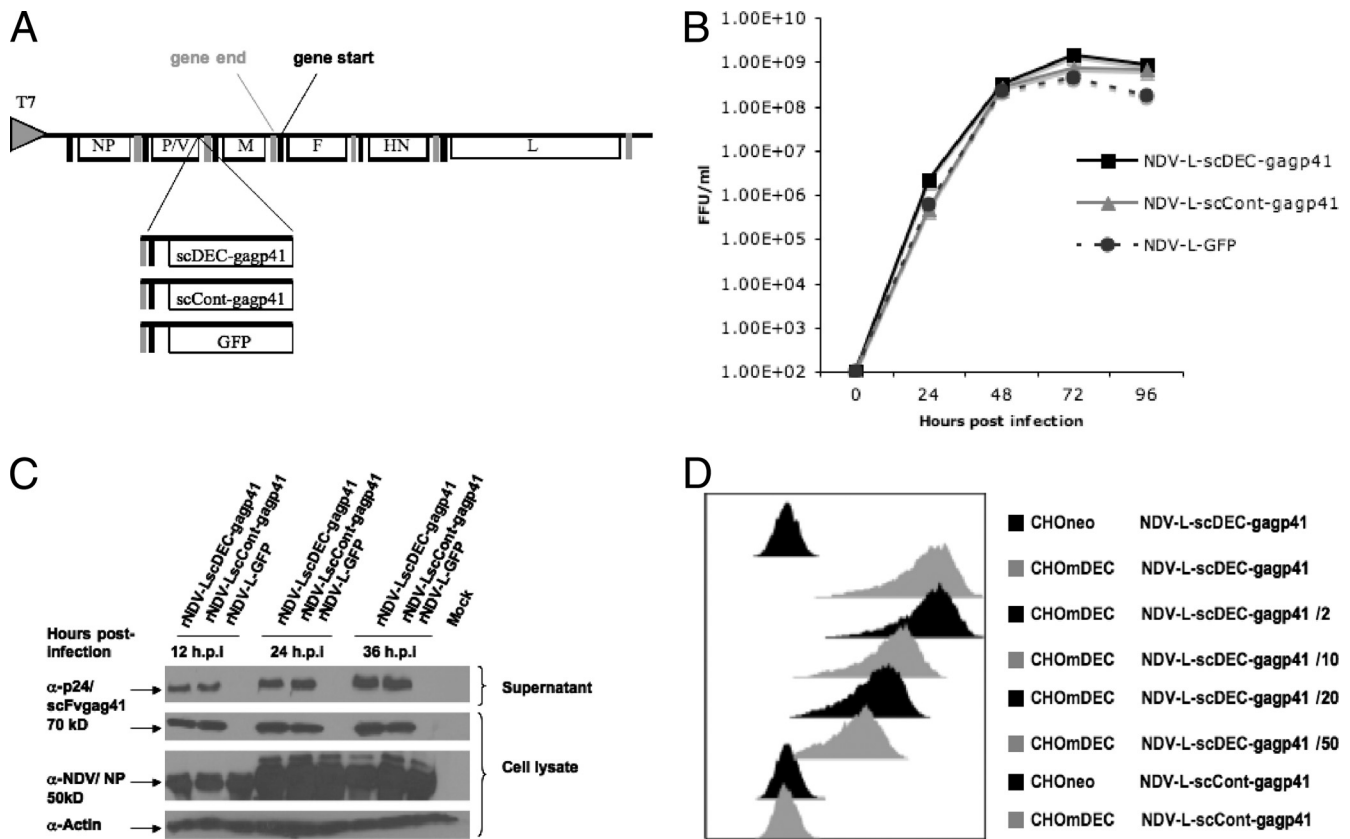 A
gene end
gene start
T7
NP
P/V
M
F
HN
L
scDEC-gagp41
scCont-gagp41
GFP
B
1.00E+10
1.00E+09
1.00E+08
1.00E+07
1.00E+06
1.00E+05
1.00E+04
1.00E+03
1.00E+02
FFU/ml
0
24
48
72
96
Hours post infection
NDV-L-scDEC-gagp41
NDV-L-scCont-gagp41
NDV-L-GFP
C
rNDV-LscDEC-gagp41
rNDV-LscCont-gagp41
rNDV-L-GFP
rNDV-LscDEC-gagp41
rNDV-LscCont-gagp41
rNDV-L-GFP
rNDV-LscDEC-gagp41
rNDV-LscCont-gagp41
rNDV-L-GFP
Mock
Hours post-
infection
12 h.p.i
24 h.p.i
36 h.p.i
α-p24/
scFvgag41
70 kD
α-NDV/ NP
50kD
α-Actin
Supernatant
Cell lysate
D
CHOneo NDV-L-scDEC-gagp41
CHOmDEC NDV-L-scDEC-gagp41
CHOmDEC NDV-L-scDEC-gagp41 /2
CHOmDEC NDV-L-scDEC-gagp41 /10
CHOmDEC NDV-L-scDEC-gagp41 /20
CHOmDEC NDV-L-scDEC-gagp41 /50
CHOneo NDV-L-scCont-gagp41
CHOmDEC NDV-L-scCont-gagp41